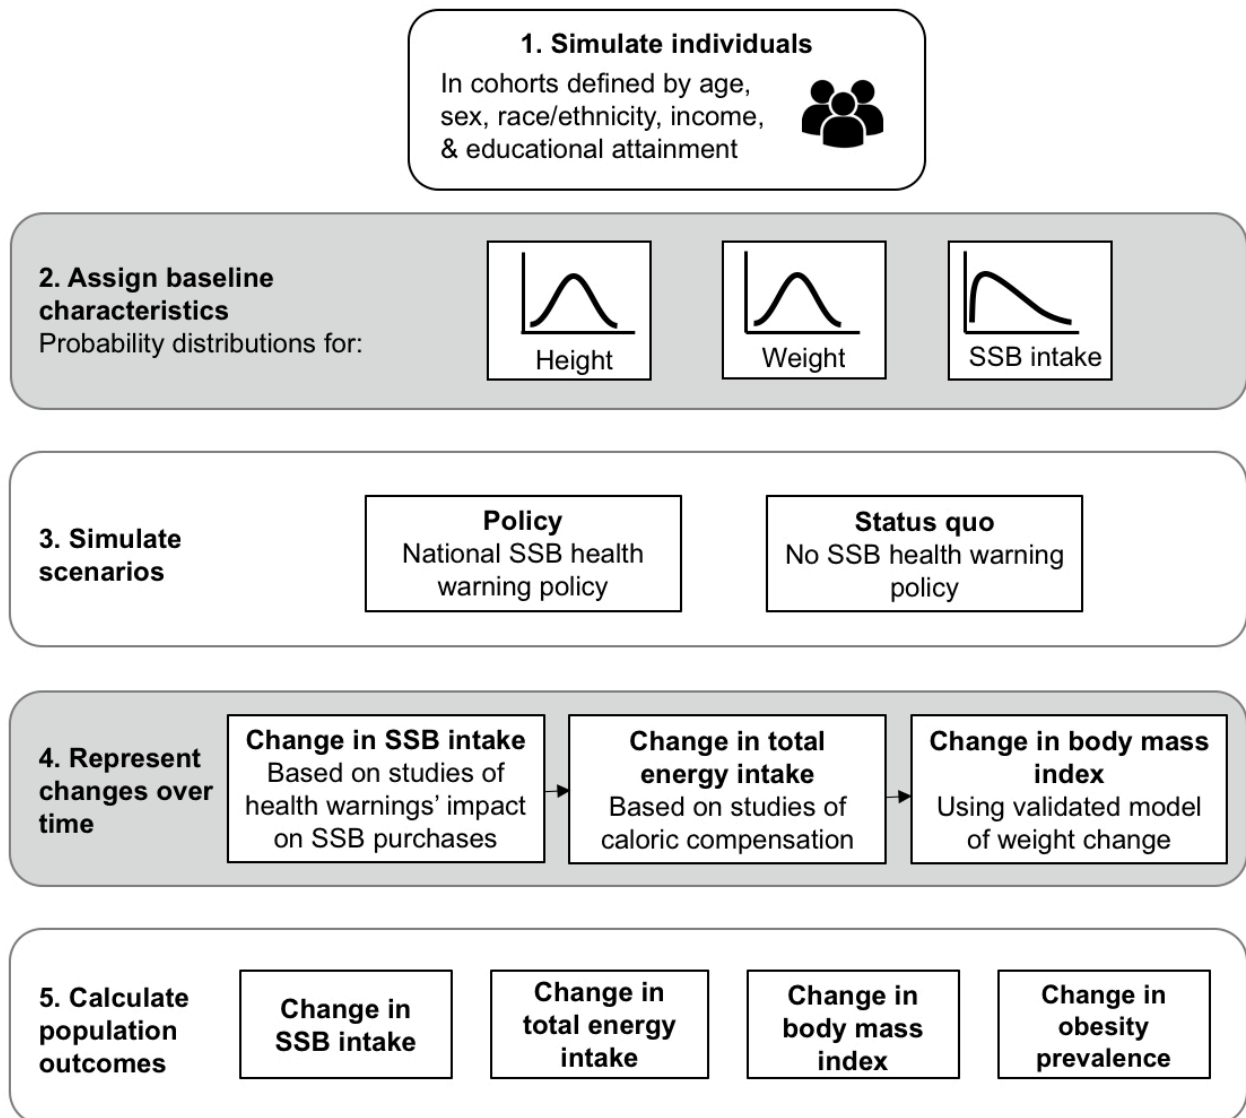 1. Simulate individuals
In cohorts defined by age,
sex, race/ethnicity, income,
& educational attainment
2. Assign baseline
characteristics
Probability distributions for:
Height
Weight
SSB intake
3. Simulate
scenarios
Policy
National SSB health
warning policy
Status quo
No SSB health warning
policy
4. Represent
changes over
time
Change in SSB intake
Based on studies of
health warnings’ impact
on SSB purchases
Change in total
energy intake
Based on studies of
caloric compensation
Change in body mass
index
Using validated model
of weight change
5. Calculate
population
outcomes
Change in
SSB intake
Change in
total energy
intake
Change in
body mass
index
Change in
obesity
prevalence